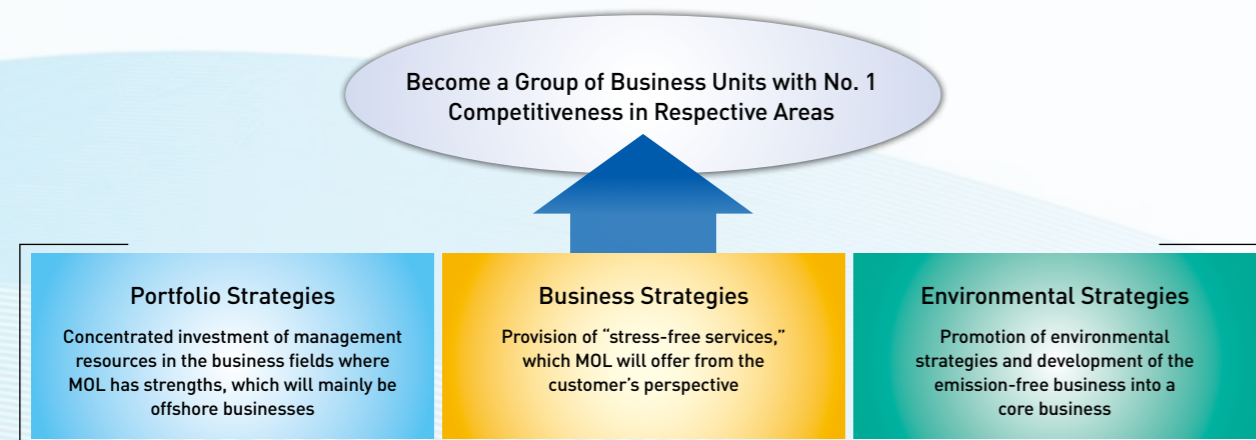 Become a Group of Business Units with No. 1
Competitiveness in Respective Areas
Portfolio Strategies
Concentrated investment of management
resources in the business fields where
MOL has strengths, which will mainly be
offshore businesses
Business Strategies
Provision of “stress-free services,”
which MOL will offer from the
customer’s perspective
Environmental Strategies
Promotion of environmental
strategies and development of the
emission-free business into a
core business